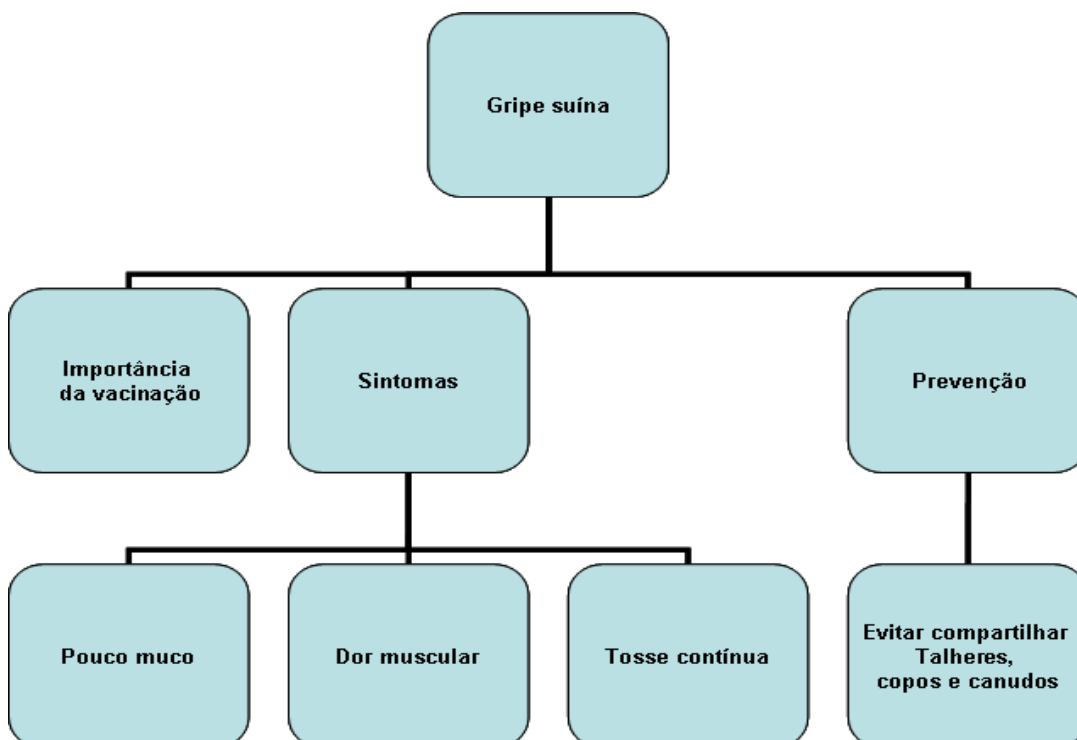 Gripe suína
Importância
da vacinação
Sintomas
Prevenção
Pouco muco
Dor muscular
Tosse contínua
Evitar compartilhar
Talheres,
copos e canudos